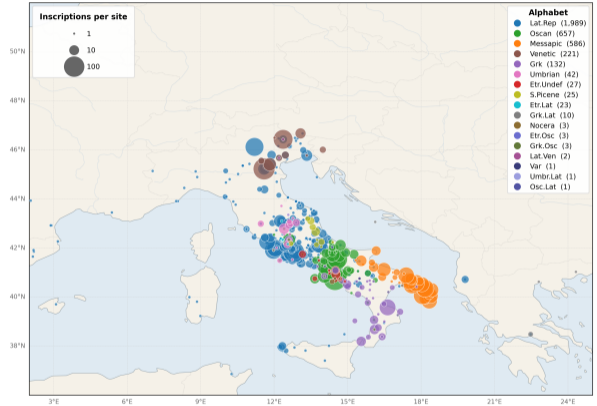 Inscriptions per site
1
10
100
Alphabet
Lat.Rep (1,989)
Oscan (657)
Messapic (586)
Venetic (221)
Grk (132)
Umbrian (42)
Etr.Undef (27)
S.Picene (25)
Etr.Lat (23)
Grk.Lat (10)
Nocera (3)
Etr.Osc (3)
Grk.Osc (3)
Lat.Ven (2)
Var (1)
Umbr.Lat (1)
Osc.Lat (1)
50°N
48°N
46°N
44°N
42°N
40°N
38°N
3°E 6°E 9°E 12°E 15°E 18°E 21°E 24°E